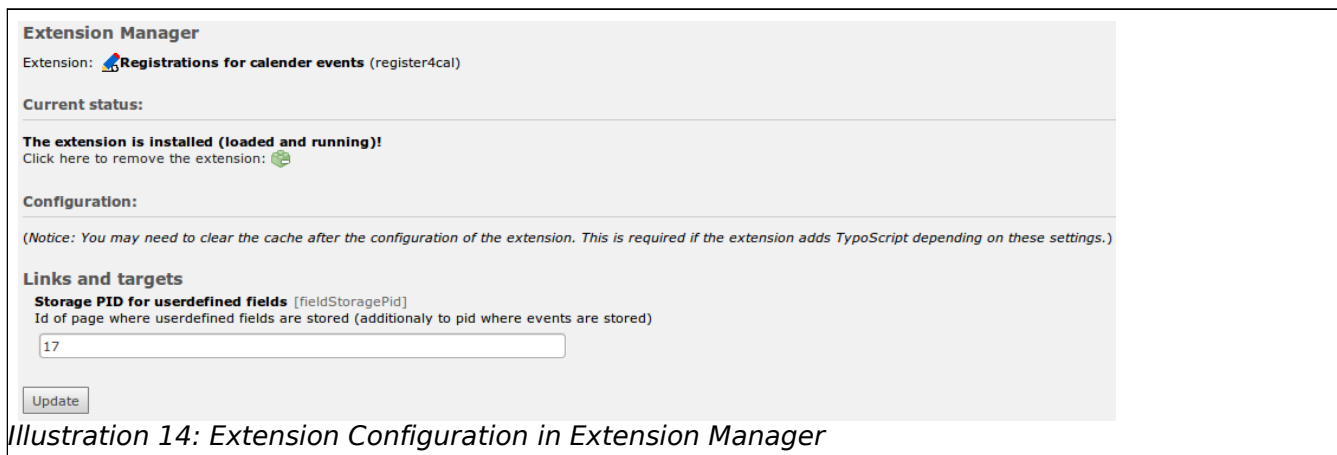 Extension Manager
Extension: Registrations for calender events (register4cal)
Current status:
The extension is installed (loaded and running)!
Click here to remove the extension:
Configuration:
(Notice: You may need to clear the cache after the configuration of the extension. This is required if the extension adds TypoScript depending on these settings.)
Links and targets
Storage PID for userdefined fields [fieldStoragePid]
Id of page where userdefined fields are stored (additionaly to pid where events are stored)
17
Update
Illustration 14: Extension Configuration in Extension Manager